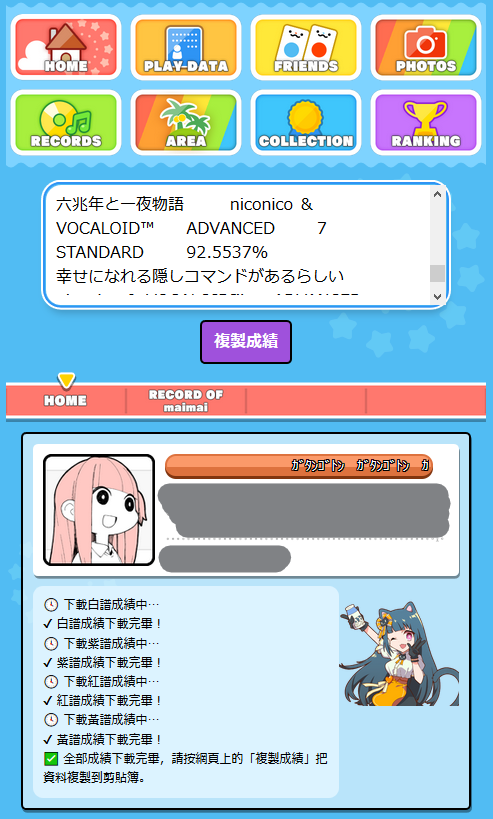 HOME
PLAY DATA
FRIENDS
PHOTOS
RECORDS
AREA
COLLECTION
RANKING
六兆年と一夜物語 niconico &
VOCALOID™ ADVANCED 7
STANDARD 92.5537%
幸せになれる隠しコマンドがあるらしい
複製成績
HOME
RECORD OF
maimai
ｶﾞﾀﾝｺﾞﾄﾝ ｶﾞﾀﾝｺﾞﾄﾝ ｶ
🕓 下載白譜成績中…
✔ 白譜成績下載完畢！
🕓 下載紫譜成績中…
✔ 紫譜成績下載完畢！
🕓 下載紅譜成績中…
✔ 紅譜成績下載完畢！
🕓 下載黃譜成績中…
✔ 黃譜成績下載完畢！
✅ 全部成績下載完畢，請按網頁上的「複製成績」把
資料複製到剪貼簿。